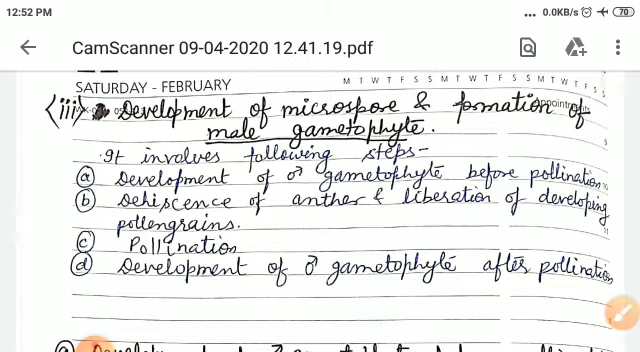 12:52 PM
... 0.0KB/s 70
CamScanner 09-04-2020 12.41.19.pdf
SATURDAY - FEBRUARY
M T W T F S S M T W T F S S M T W T F S S
(iii) Development of microspore & formation of
Appointments
male gametophyte.
It involves following steps-
(a) Development of ♂ gametophyte before pollination
(b) Dehiscence of anther & liberation of developing
pollengrains.
(c) Pollination
(d) Development of ♂ gametophyte after pollination